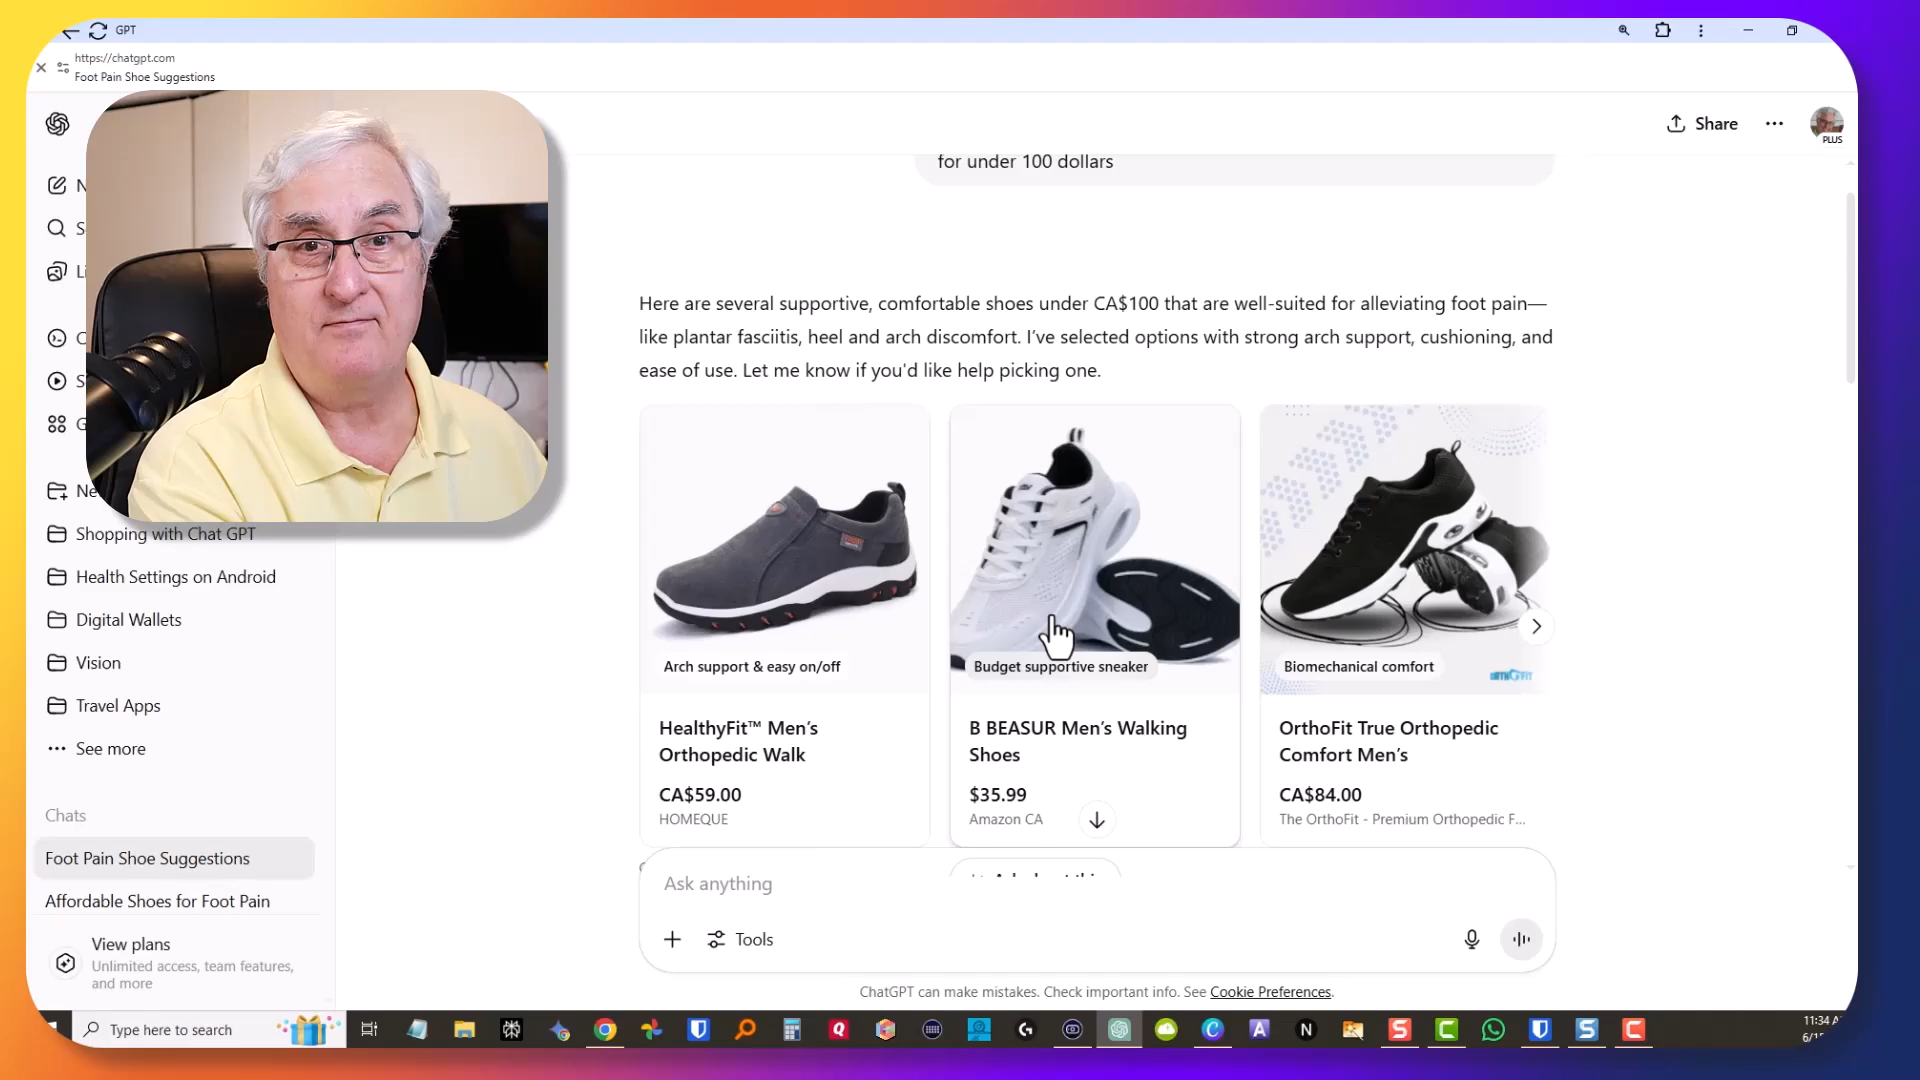 GPT
https://chatgpt.com
Foot Pain Shoe Suggestions
Share
PLUS
for under 100 dollars
Here are several supportive, comfortable shoes under CA$100 that are well-suited for alleviating foot pain—
like plantar fasciitis, heel and arch discomfort. I've selected options with strong arch support, cushioning, and
ease of use. Let me know if you'd like help picking one.
Shopping with Chat GPT
Health Settings on Android
Digital Wallets
Vision
Travel Apps
See more
Chats
Foot Pain Shoe Suggestions
Affordable Shoes for Foot Pain
View plans
Unlimited access, team features,
and more
Arch support & easy on/off
HealthyFit™ Men's
Orthopedic Walk
CA$59.00
HOMEQUE
Budget supportive sneaker
B BEASUR Men's Walking
Shoes
$35.99
Amazon CA
Biomechanical comfort
OrthoFit True Orthopedic
Comfort Men's
CA$84.00
The OrthoFit - Premium Orthopedic F...
Ask anything
Tools
ChatGPT can make mistakes. Check important info. See Cookie Preferences.
Type here to search
11:34